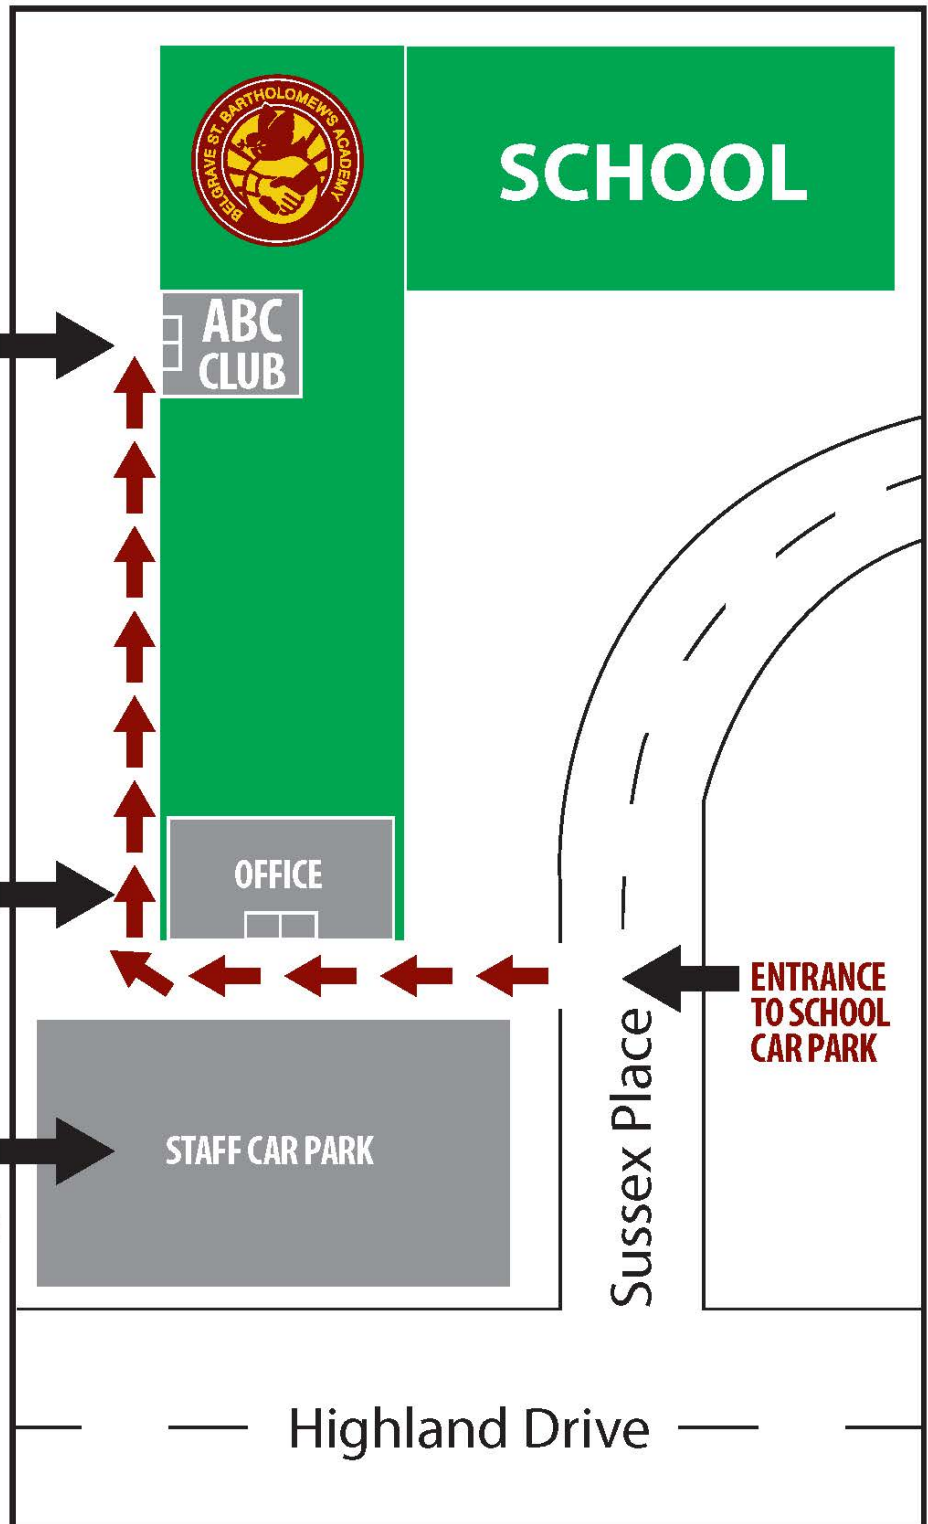 BELGRAVE ST. BARTHOLOMEW'S ACADEMY
SCHOOL
ABC
CLUB
OFFICE
ENTRANCE
TO SCHOOL
CAR PARK
STAFF CAR PARK
Sussex Place
Highland Drive